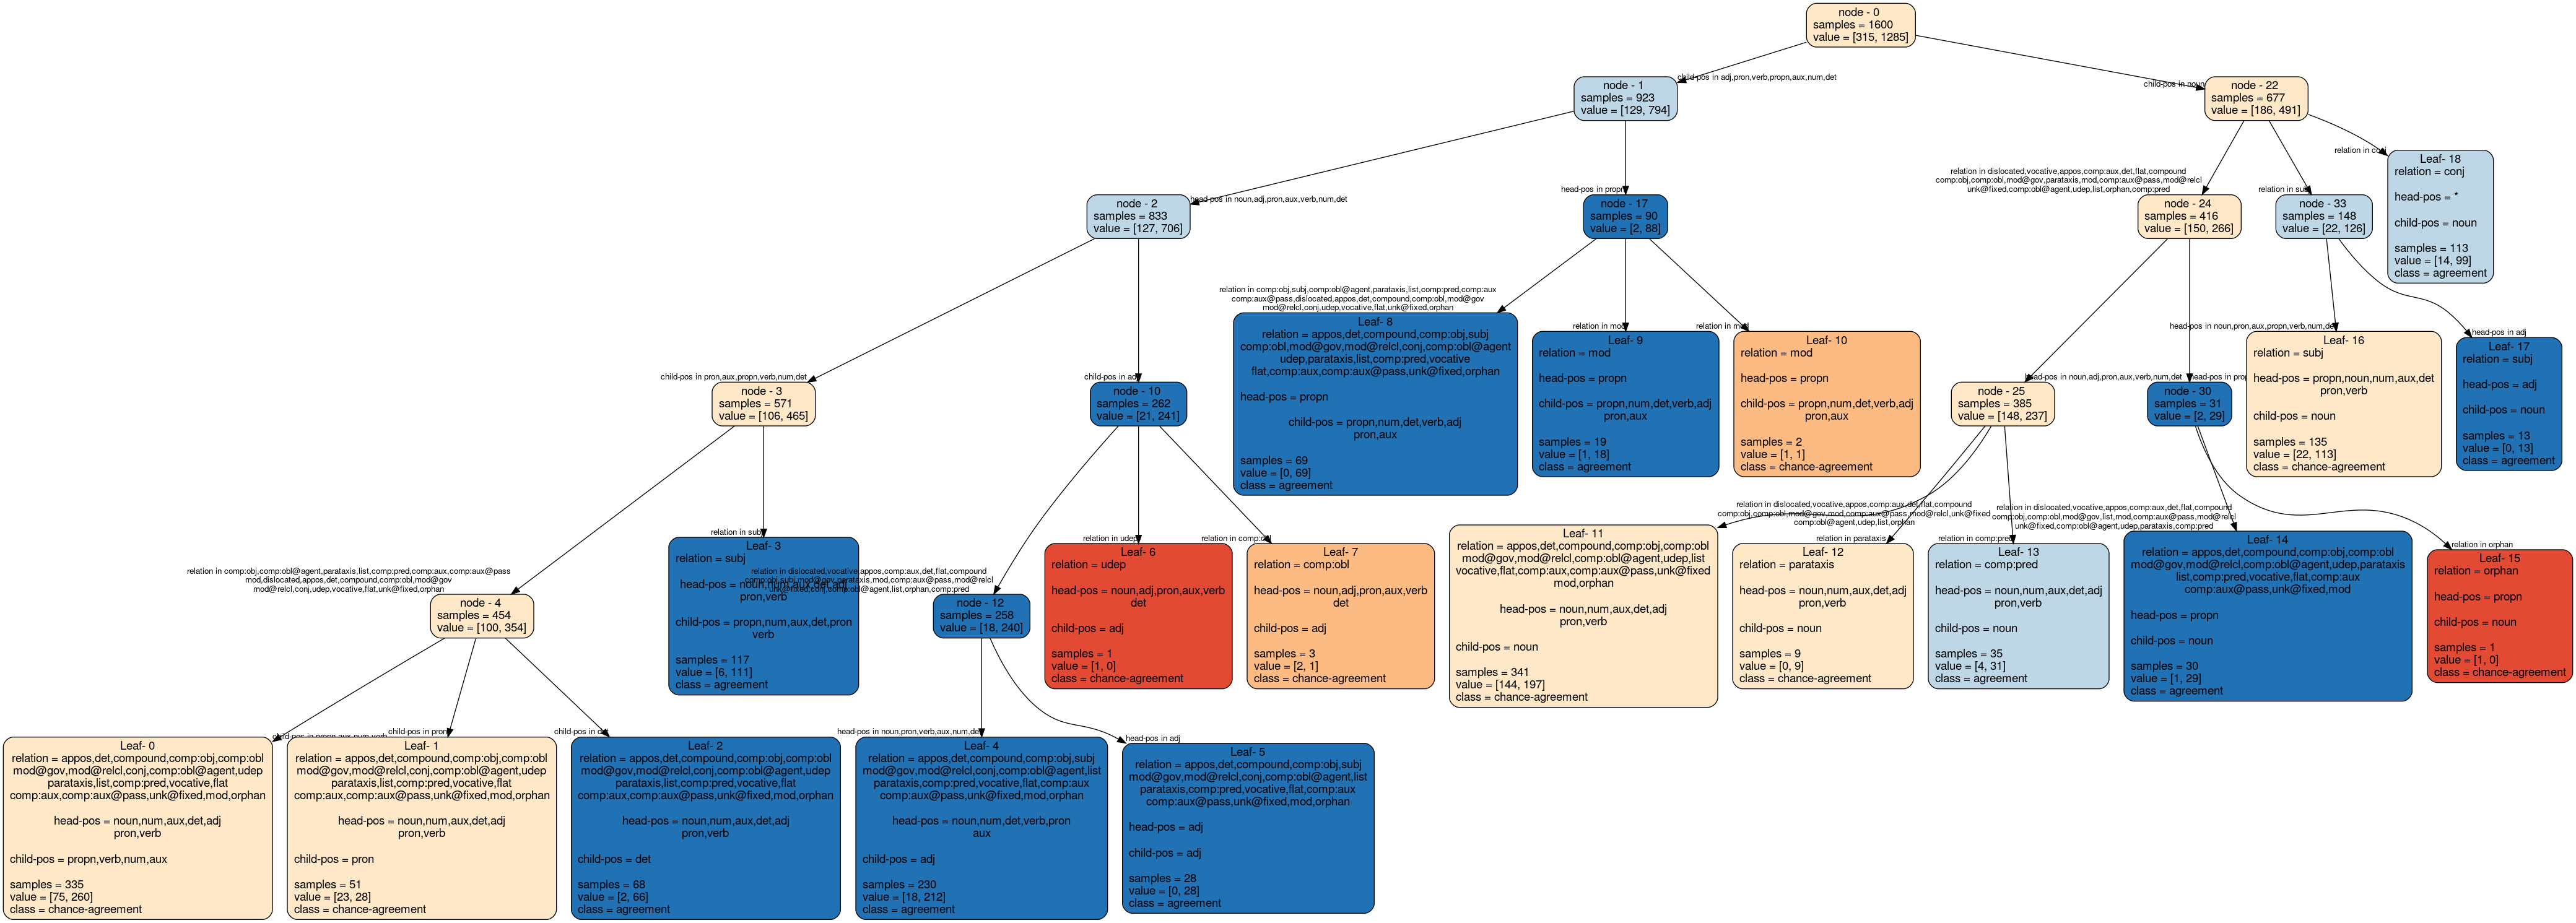 node - 0
samples = 1600
value = [315, 1285]
child-pos in adj,pron,verb,propn,aux,num,det
child-pos in noun
node - 1
samples = 923
value = [129, 794]
node - 22
samples = 677
value = [186, 491]
head-pos in noun,adj,pron,aux,verb,num,det
head-pos in propn
relation in dislocated,vocative,appos,comp:aux,det,flat,compound
comp:obj,comp:obl,mod@gov,parataxis,mod,comp:aux@pass,mod@relcl
unk@fixed,comp:obl@agent,udep,list,orphan,comp:pred
relation in subj
relation in conj
node - 2
samples = 833
value = [127, 706]
node - 17
samples = 90
value = [2, 88]
node - 24
samples = 416
value = [150, 266]
node - 33
samples = 148
value = [22, 126]
Leaf- 18
relation = conj
head-pos = *
child-pos = noun
samples = 113
value = [14, 99]
class = agreement
child-pos in pron,aux,propn,verb,num,det
child-pos in adj
relation in comp:obj,subj,comp:obl@agent,parataxis,list,comp:pred,comp:aux
comp:aux@pass,dislocated,appos,det,compound,comp:obl,mod@gov
mod@relcl,conj,udep,vocative,flat,unk@fixed,orphan
relation in mod
relation in mod
head-pos in noun,adj,pron,aux,verb,num,det
head-pos in propn
head-pos in noun,pron,aux,propn,verb,num,det
head-pos in adj
node - 3
samples = 571
value = [106, 465]
node - 10
samples = 262
value = [21, 241]
Leaf- 8
relation = appos,det,compound,comp:obj,subj
comp:obl,mod@gov,mod@relcl,conj,comp:obl@agent
udep,parataxis,list,comp:pred,vocative
flat,comp:aux,comp:aux@pass,unk@fixed,orphan
head-pos = propn
child-pos = propn,num,det,verb,adj
pron,aux
samples = 69
value = [0, 69]
class = agreement
Leaf- 9
relation = mod
head-pos = propn
child-pos = propn,num,det,verb,adj
pron,aux
samples = 19
value = [1, 18]
class = agreement
Leaf- 10
relation = mod
head-pos = propn
child-pos = propn,num,det,verb,adj
pron,aux
samples = 2
value = [1, 1]
class = chance-agreement
node - 25
samples = 385
value = [148, 237]
node - 30
samples = 31
value = [2, 29]
Leaf- 16
relation = subj
head-pos = propn,noun,num,aux,det
pron,verb
child-pos = noun
samples = 135
value = [22, 113]
class = chance-agreement
Leaf- 17
relation = subj
head-pos = adj
child-pos = noun
samples = 13
value = [0, 13]
class = agreement
relation in comp:obj,comp:obl@agent,parataxis,list,comp:pred,comp:aux,comp:aux@pass
mod,dislocated,appos,det,compound,comp:obl,mod@gov
mod@relcl,conj,udep,vocative,flat,unk@fixed,orphan
relation in subj
relation in dislocated,vocative,appos,comp:aux,det,flat,compound
comp:obj,subj,mod@gov,parataxis,mod,comp:aux@pass,mod@relcl
unk@fixed,conj,comp:obl@agent,list,orphan,comp:pred
relation in udep
relation in comp:obl
relation in dislocated,vocative,appos,comp:aux,det,flat,compound
comp:obj,comp:obl,mod@gov,mod,comp:aux@pass,mod@relcl,unk@fixed
comp:obl@agent,udep,list,orphan
relation in parataxis
relation in comp:pred
relation in dislocated,vocative,appos,comp:aux,det,flat,compound
comp:obj,comp:obl,mod@gov,list,mod,comp:aux@pass,mod@relcl
unk@fixed,comp:obl@agent,udep,parataxis,comp:pred
relation in orphan
node - 4
samples = 454
value = [100, 354]
Leaf- 3
relation = subj
head-pos = noun,num,aux,det,adj
pron,verb
child-pos = propn,num,aux,det,pron
verb
samples = 117
value = [6, 111]
class = agreement
node - 12
samples = 258
value = [18, 240]
Leaf- 6
relation = udep
head-pos = noun,adj,pron,aux,verb
det
child-pos = adj
samples = 1
value = [1, 0]
class = chance-agreement
Leaf- 7
relation = comp:obl
head-pos = noun,adj,pron,aux,verb
det
child-pos = adj
samples = 3
value = [2, 1]
class = chance-agreement
Leaf- 11
relation = appos,det,compound,comp:obj,comp:obl
mod@gov,mod@relcl,comp:obl@agent,udep,list
vocative,flat,comp:aux,comp:aux@pass,unk@fixed
mod,orphan
head-pos = noun,num,aux,det,adj
pron,verb
child-pos = noun
samples = 341
value = [144, 197]
class = chance-agreement
Leaf- 12
relation = parataxis
head-pos = noun,num,aux,det,adj
pron,verb
child-pos = noun
samples = 9
value = [0, 9]
class = chance-agreement
Leaf- 13
relation = comp:pred
head-pos = noun,num,aux,det,adj
pron,verb
child-pos = noun
samples = 35
value = [4, 31]
class = agreement
Leaf- 14
relation = appos,det,compound,comp:obj,comp:obl
mod@gov,mod@relcl,comp:obl@agent,udep,parataxis
list,comp:pred,vocative,flat,comp:aux
comp:aux@pass,unk@fixed,mod
head-pos = propn
child-pos = noun
samples = 30
value = [1, 29]
class = agreement
Leaf- 15
relation = orphan
head-pos = propn
child-pos = noun
samples = 1
value = [1, 0]
class = chance-agreement
child-pos in propn,aux,num,verb
child-pos in pron
child-pos in det
head-pos in noun,pron,verb,aux,num,det
head-pos in adj
Leaf- 0
relation = appos,det,compound,comp:obj,comp:obl
mod@gov,mod@relcl,conj,comp:obl@agent,udep
parataxis,list,comp:pred,vocative,flat
comp:aux,comp:aux@pass,unk@fixed,mod,orphan
head-pos = noun,num,aux,det,adj
pron,verb
child-pos = propn,verb,num,aux
samples = 335
value = [75, 260]
class = chance-agreement
Leaf- 1
relation = appos,det,compound,comp:obj,comp:obl
mod@gov,mod@relcl,conj,comp:obl@agent,udep
parataxis,list,comp:pred,vocative,flat
comp:aux,comp:aux@pass,unk@fixed,mod,orphan
head-pos = noun,num,aux,det,adj
pron,verb
child-pos = pron
samples = 51
value = [23, 28]
class = chance-agreement
Leaf- 2
relation = appos,det,compound,comp:obj,comp:obl
mod@gov,mod@relcl,conj,comp:obl@agent,udep
parataxis,list,comp:pred,vocative,flat
comp:aux,comp:aux@pass,unk@fixed,mod,orphan
head-pos = noun,num,aux,det,adj
pron,verb
child-pos = det
samples = 68
value = [2, 66]
class = agreement
Leaf- 4
relation = appos,det,compound,comp:obj,subj
mod@gov,mod@relcl,conj,comp:obl@agent,list
parataxis,comp:pred,vocative,flat,comp:aux
comp:aux@pass,unk@fixed,mod,orphan
head-pos = noun,num,det,verb,pron
aux
child-pos = adj
samples = 230
value = [18, 212]
class = agreement
Leaf- 5
relation = appos,det,compound,comp:obj,subj
mod@gov,mod@relcl,conj,comp:obl@agent,list
parataxis,comp:pred,vocative,flat,comp:aux
comp:aux@pass,unk@fixed,mod,orphan
head-pos = adj
child-pos = adj
samples = 28
value = [0, 28]
class = agreement